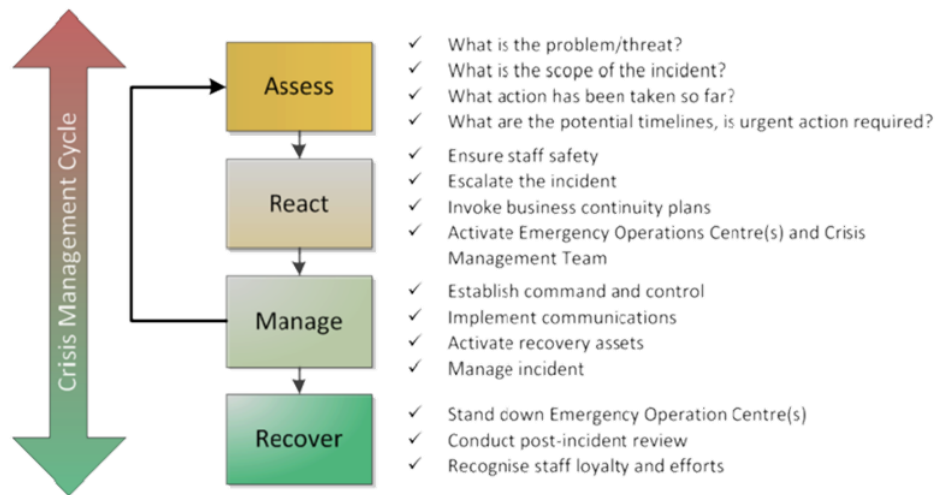 Crisis Management Cycle
Assess
✓ What is the problem/threat?
✓ What is the scope of the incident?
✓ What action has been taken so far?
✓ What are the potential timelines, is urgent action required?
React
✓ Ensure staff safety
✓ Escalate the incident
✓ Invoke business continuity plans
✓ Activate Emergency Operations Centre(s) and Crisis
Management Team
Manage
✓ Establish command and control
✓ Implement communications
✓ Activate recovery assets
✓ Manage incident
Recover
✓ Stand down Emergency Operation Centre(s)
✓ Conduct post-incident review
✓ Recognise staff loyalty and efforts